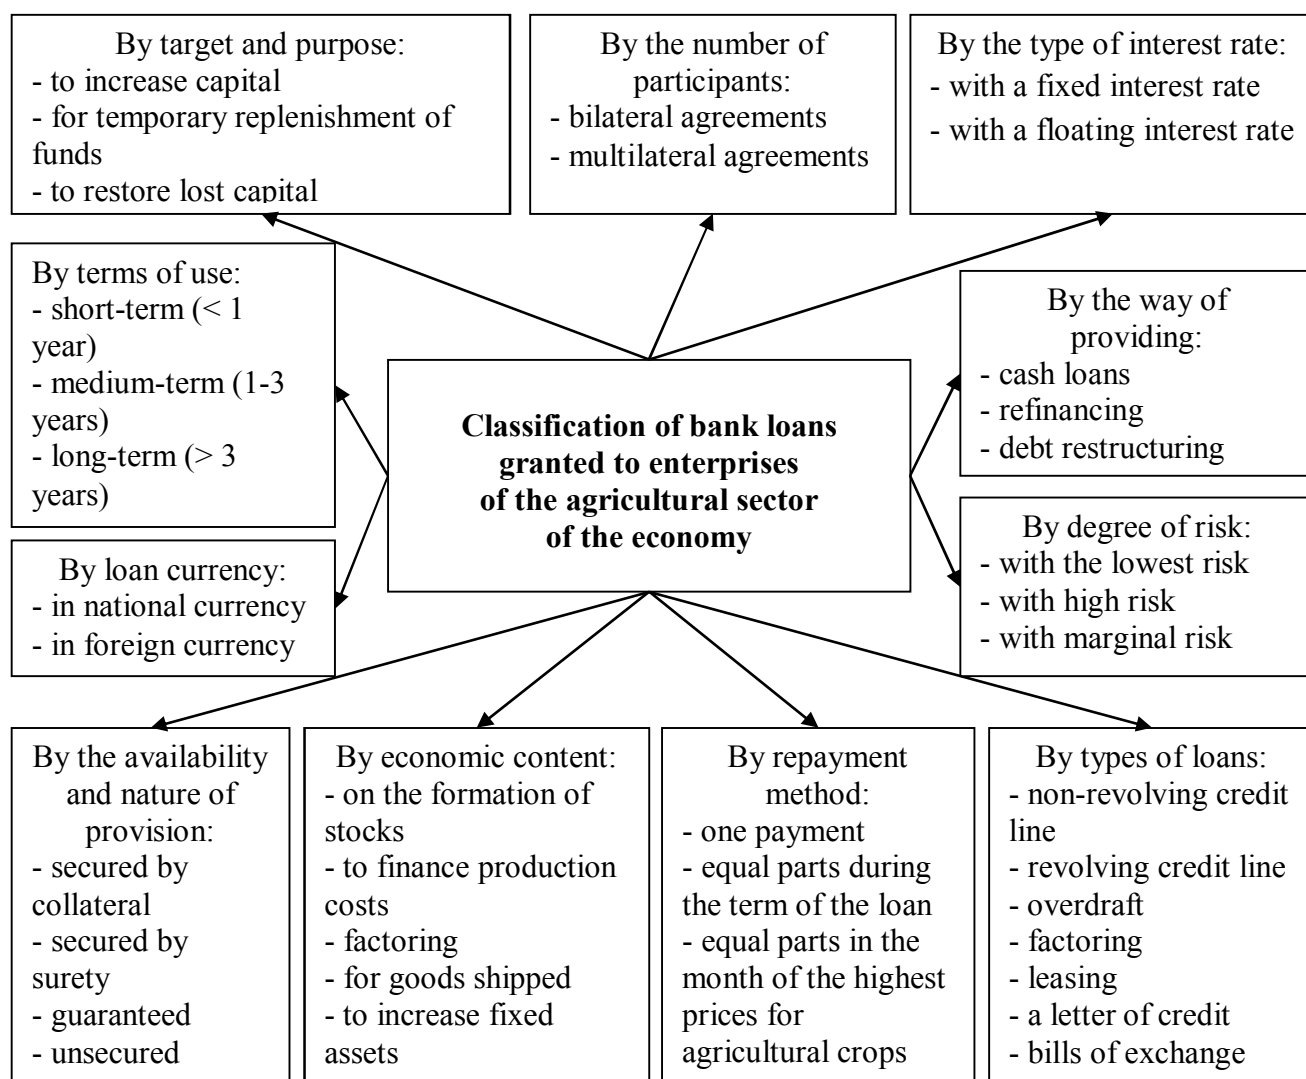 By target and purpose:
- to increase capital
- for temporary replenishment of
funds
- to restore lost capital
By the number of
participants:
- bilateral agreements
- multilateral agreements
By the type of interest rate:
- with a fixed interest rate
- with a floating interest rate
By terms of use:
- short-term (< 1
year)
- medium-term (1-3
years)
- long-term (> 3
years)
By the way of
providing:
- cash loans
- refinancing
- debt restructuring
Classification of bank loans
granted to enterprises
of the agricultural sector
of the economy
By loan currency:
- in national currency
- in foreign currency
By degree of risk:
- with the lowest risk
- with high risk
- with marginal risk
By the availability
and nature of
provision:
- secured by
collateral
- secured by
surety
- guaranteed
- unsecured
By economic content:
- on the formation of
stocks
- to finance production
costs
- factoring
- for goods shipped
- to increase fixed
assets
By repayment
method:
- one payment
- equal parts during
the term of the loan
- equal parts in the
month of the highest
prices for
agricultural crops
By types of loans:
- non-revolving credit
line
- revolving credit line
- overdraft
- factoring
- leasing
- a letter of credit
- bills of exchange